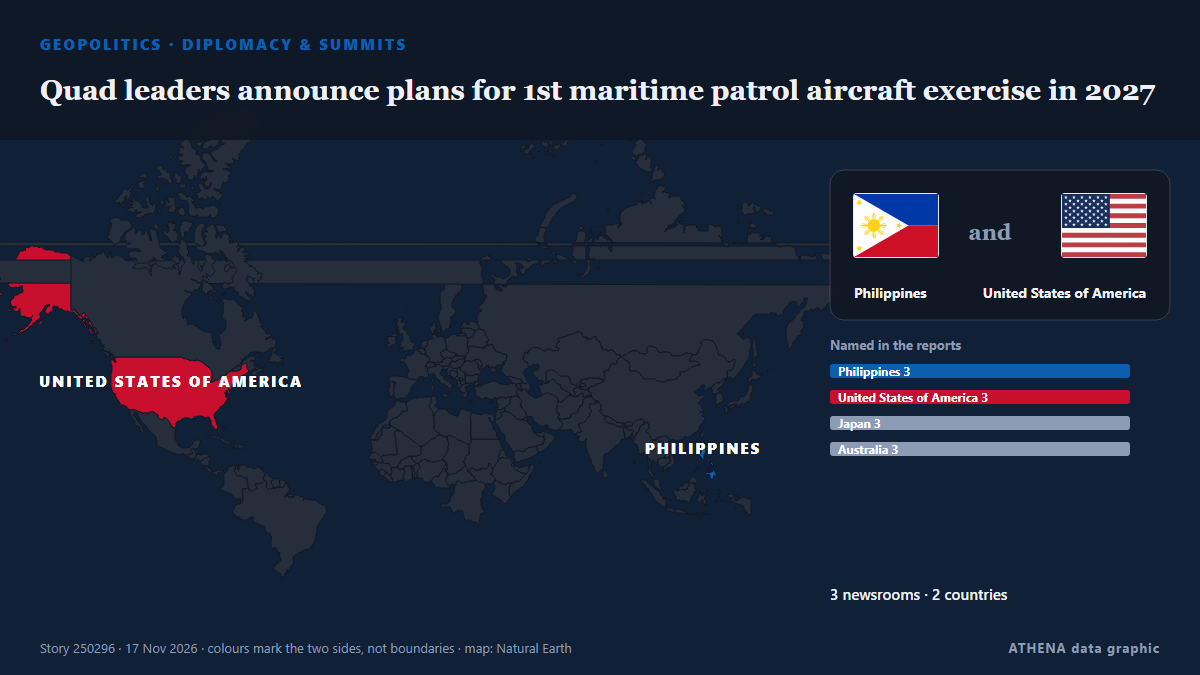 GEOPOLITICS · DIPLOMACY & SUMMITS
Quad leaders announce plans for 1st maritime patrol aircraft exercise in 2027
and
Philippines
United States of America
UNITED STATES OF AMERICA
PHILIPPINES
Named in the reports
Philippines 3
United States of America 3
Japan 3
Australia 3
3 newsrooms · 2 countries
Story 250296 · 17 Nov 2026 · colours mark the two sides, not boundaries · map: Natural Earth
ATHENA data graphic